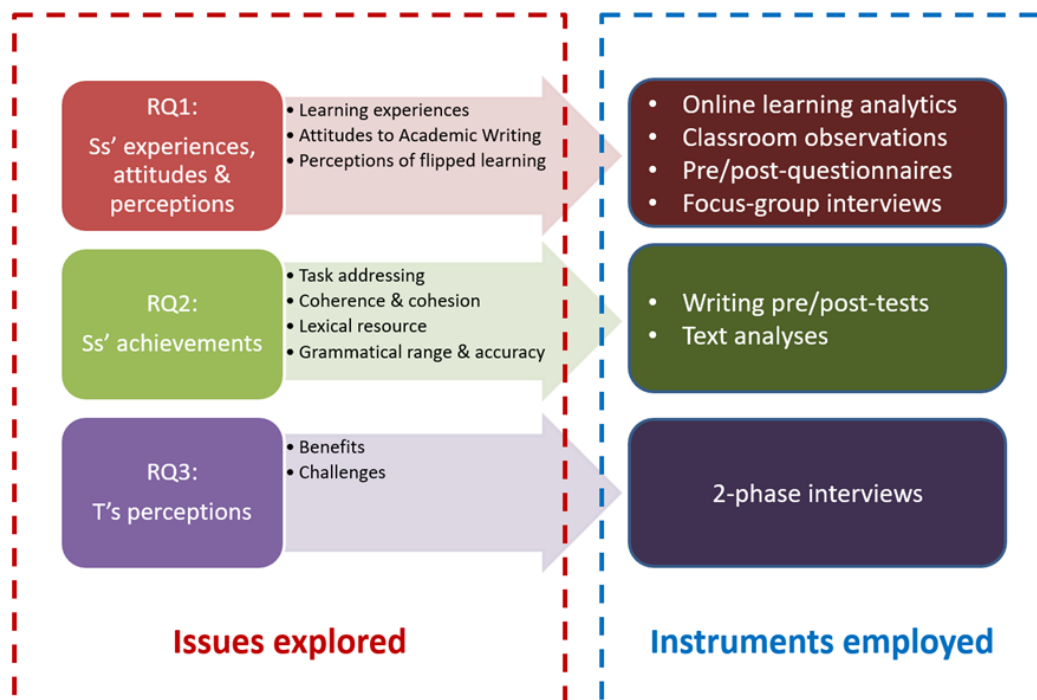 RQ1:
Ss’ experiences,
attitudes &
perceptions
• Learning experiences
• Attitudes to Academic Writing
• Perceptions of flipped learning
• Online learning analytics
• Classroom observations
• Pre/post-questionnaires
• Focus-group interviews
RQ2:
Ss’ achievements
• Task addressing
• Coherence & cohesion
• Lexical resource
• Grammatical range & accuracy
• Writing pre/post-tests
• Text analyses
RQ3:
T’s perceptions
• Benefits
• Challenges
2-phase interviews
Issues explored
Instruments employed